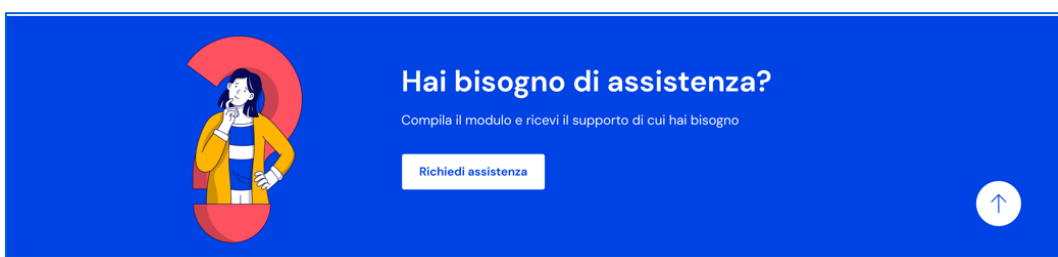 Hai bisogno di assistenza?
Compila il modulo e ricevi il supporto di cui hai bisogno
Richiedi assistenza